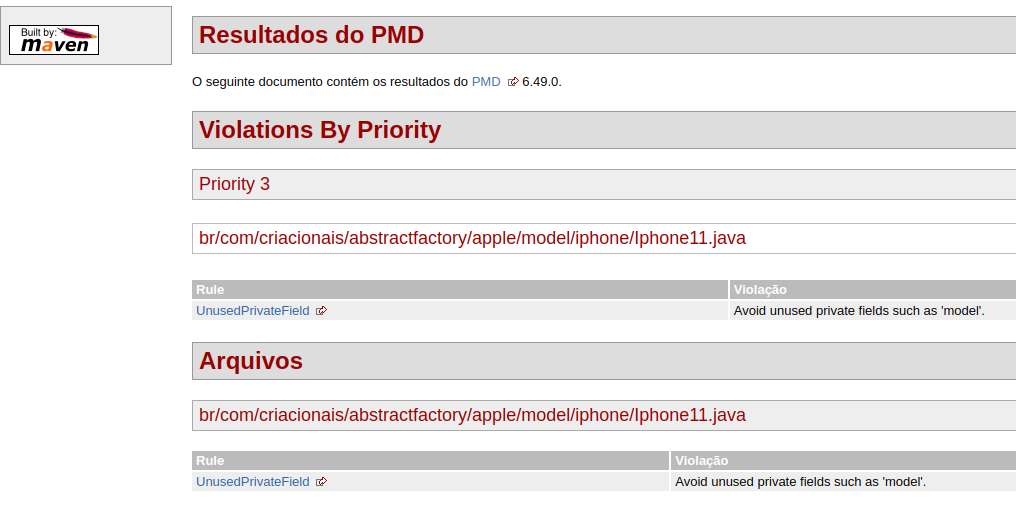 Built by:
maven
Resultados do PMD
O seguinte documento contém os resultados do PMD 6.49.0.
Violations By Priority
Priority 3
br/com/criacionais/abstractfactory/apple/model/iphone/Iphone11.java
Rule Violação
UnusedPrivateField Avoid unused private fields such as 'model'.
Arquivos
br/com/criacionais/abstractfactory/apple/model/iphone/Iphone11.java
Rule Violação
UnusedPrivateField Avoid unused private fields such as 'model'.